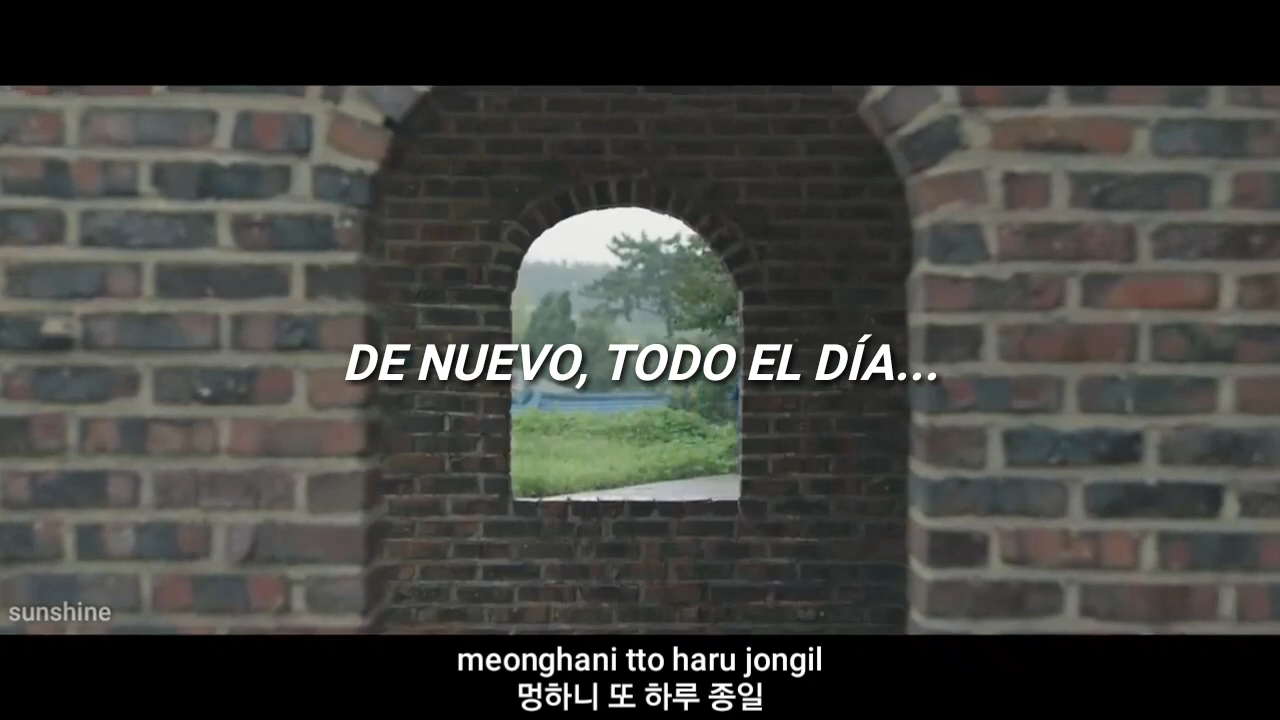 DE NUEVO, TODO EL DÍA...
sunshine
meonghani tto haru jongil
멍하니 또 하루 종일